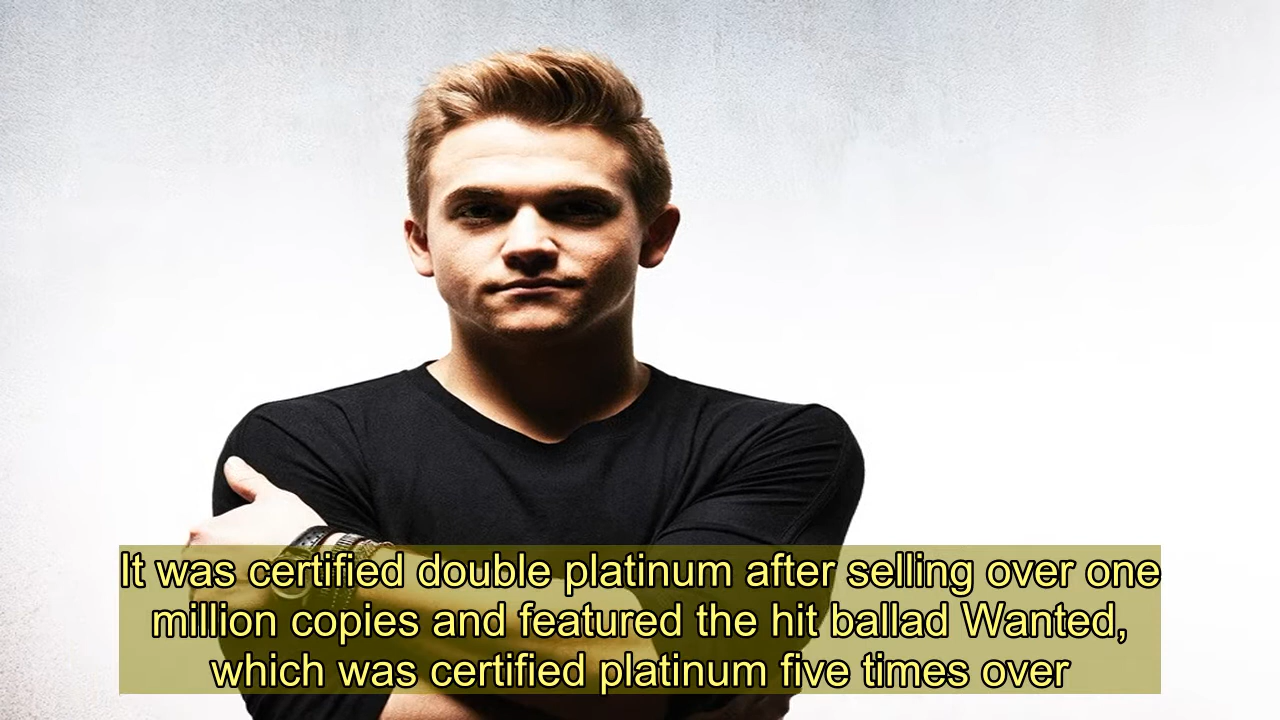 It was certified double platinum after selling over one
million copies and featured the hit ballad Wanted,
which was certified platinum five times over